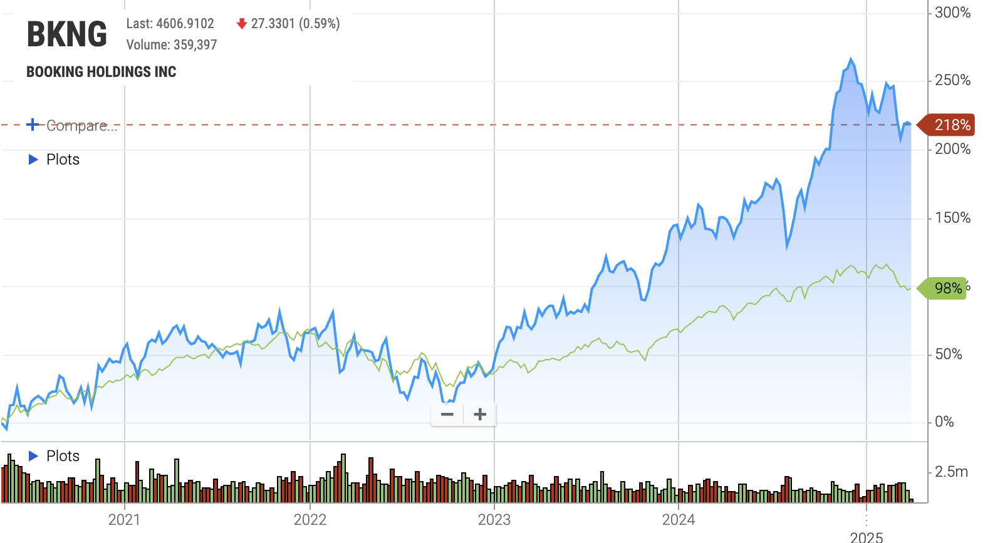 BKNG
Last: 4606.9102 27.3301 (0.59%)
Volume: 359,397
BOOKING HOLDINGS INC
+ Compare...
Plots
300%
250%
218%
200%
150%
98%
%
50%
0%
− +
Plots
2.5m
2021 2022 2023 2024 2025